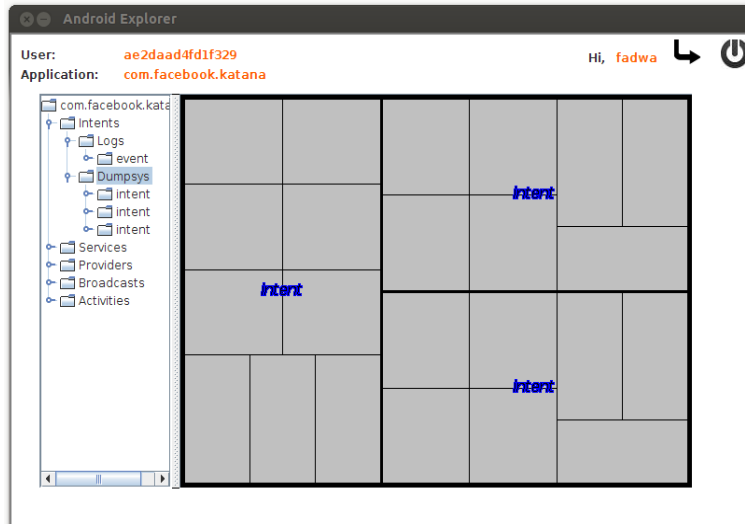 Android Explorer
User: ae2daad4fd1f329
Hi, fadwa
Application: com.facebook.katana
com.facebook.kata
Intents
Logs
event
Dumpsys
intent
intent
intent
Services
Providers
Broadcasts
Activities
Intent
Intent
Intent